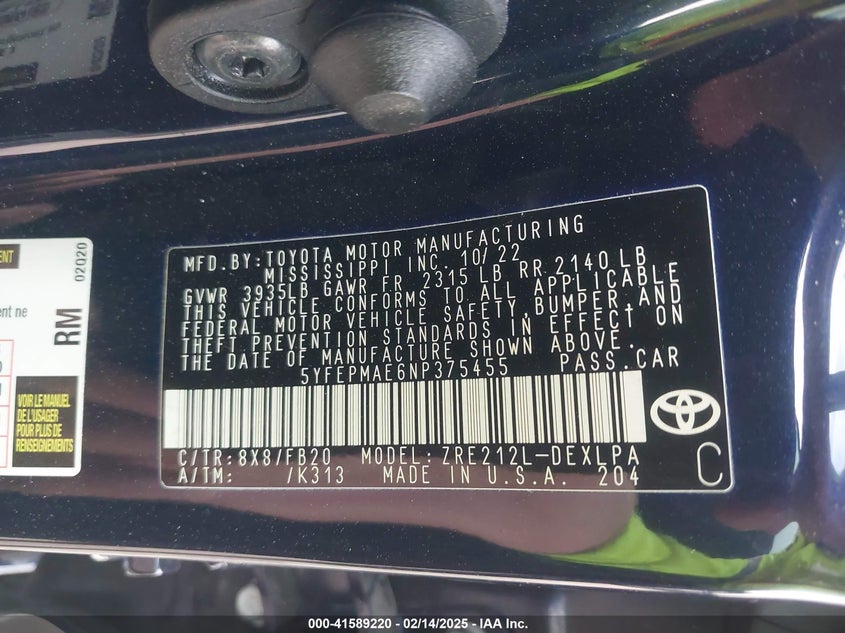 MFD.BY:TOYOTA MOTOR MANUFACTURING
MISSISSIPPI INC. 10/22
GVWR 3935LB GAWR FR 2315 LB RR 2140 LB
THIS VEHICLE CONFORMS TO ALL APPLICABLE
FEDERAL MOTOR VEHICLE SAFETY,BUMPER,AND
THEFT PREVENTION STANDARDS IN EFFECT ON
THE DATE OF MANUFACTURE SHOWN ABOVE.
5YFEPMAE6NP375455 PASS.CAR
C/TR:8X8/FB20 MODEL:ZRE212L-DEXLPA
A/TM: /K313 MADE IN U.S.A. 204
C
02020
RM
ent ne
VOIR LE MANUEL
DE L'USAGER
POUR PLUS DE
RENSEIGNEMENTS
000-41589220 - 02/14/2025 - IAA Inc.